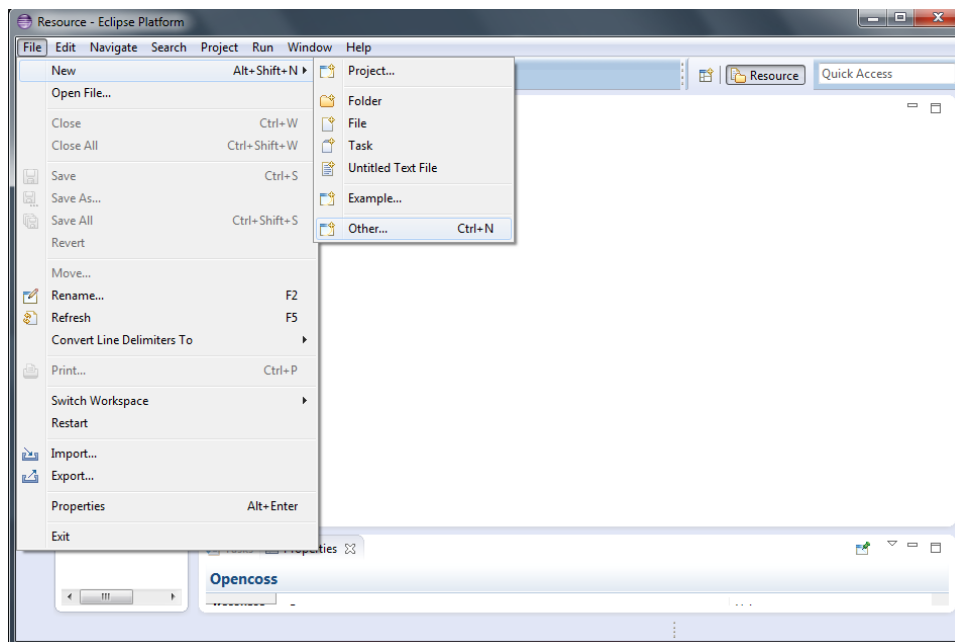 Resource - Eclipse Platform
File Edit Navigate Search Project Run Window Help
New Alt+Shift+N
Open File...
Close Ctrl+W
Close All Ctrl+Shift+W
Save Ctrl+S
Save As...
Save All Ctrl+Shift+S
Revert
Move...
Rename... F2
Refresh F5
Convert Line Delimiters To
Print... Ctrl+P
Switch Workspace
Restart
Import...
Export...
Properties Alt+Enter
Exit
Project...
Folder
File
Task
Untitled Text File
Example...
Other... Ctrl+N
Resource
Quick Access
Opencoss